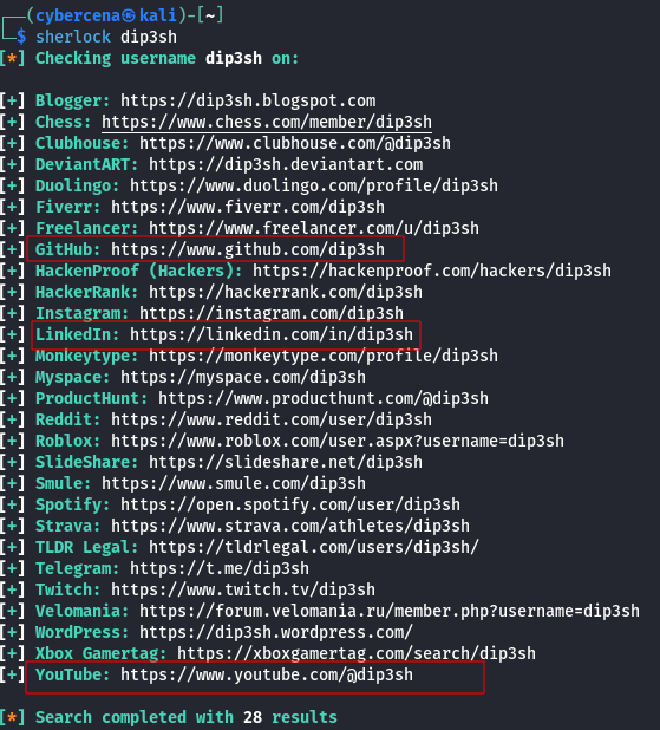 (cybercena㉿kali)-[~]
$ sherlock dip3sh
[*] Checking username dip3sh on:
[+] Blogger: https://dip3sh.blogspot.com
[+] Chess: https://www.chess.com/member/dip3sh
[+] Clubhouse: https://www.clubhouse.com/@dip3sh
[+] DeviantART: https://dip3sh.deviantart.com
[+] Duolingo: https://www.duolingo.com/profile/dip3sh
[+] Fiverr: https://www.fiverr.com/dip3sh
[+] Freelancer: https://www.freelancer.com/u/dip3sh
[+] GitHub: https://www.github.com/dip3sh
[+] HackenProof (Hackers): https://hackenproof.com/hackers/dip3sh
[+] HackerRank: https://hackerrank.com/dip3sh
[+] Instagram: https://instagram.com/dip3sh
[+] LinkedIn: https://linkedin.com/in/dip3sh
[+] Monkeytype: https://monkeytype.com/profile/dip3sh
[+] Myspace: https://myspace.com/dip3sh
[+] ProductHunt: https://www.producthunt.com/@dip3sh
[+] Reddit: https://www.reddit.com/user/dip3sh
[+] Roblox: https://www.roblox.com/user.aspx?username=dip3sh
[+] SlideShare: https://slideshare.net/dip3sh
[+] Smule: https://www.smule.com/dip3sh
[+] Spotify: https://open.spotify.com/user/dip3sh
[+] Strava: https://www.strava.com/athletes/dip3sh
[+] TLDR Legal: https://tldrlegal.com/users/dip3sh/
[+] Telegram: https://t.me/dip3sh
[+] Twitch: https://www.twitch.tv/dip3sh
[+] Velomania: https://forum.velomania.ru/member.php?username=dip3sh
[+] WordPress: https://dip3sh.wordpress.com/
[+] Xbox Gamertag: https://xboxgamertag.com/search/dip3sh
[+] YouTube: https://www.youtube.com/@dip3sh
[*] Search completed with 28 results